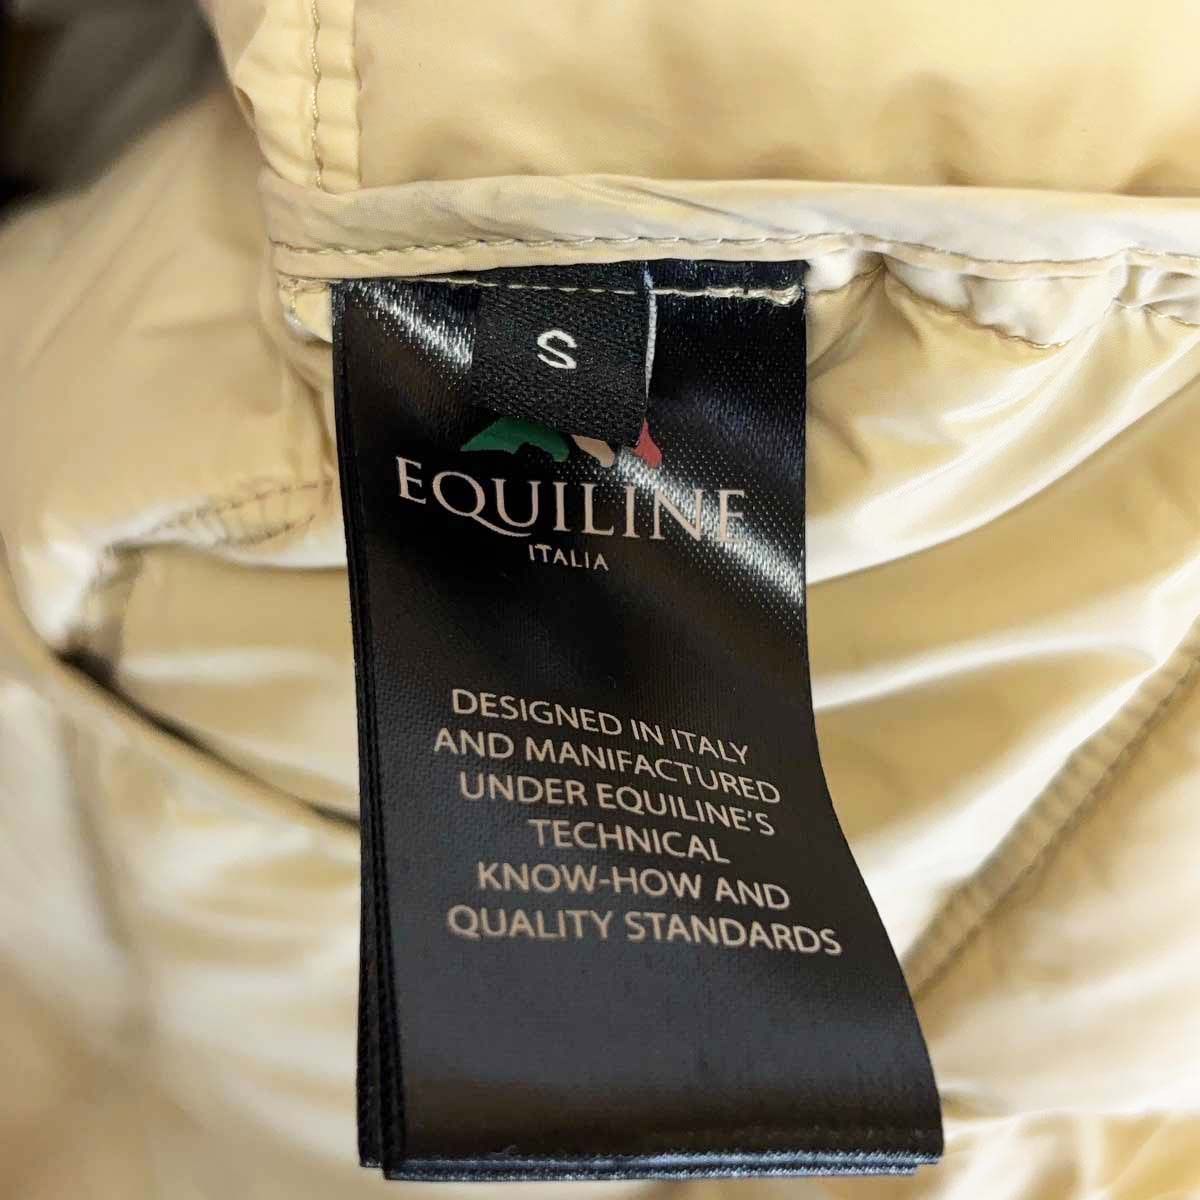 S
EQUILINE
ITALIA
DESIGNED IN ITALY
AND MANIFACTURED
UNDER EQUILINE'S
TECHNICAL
KNOW-HOW AND
QUALITY STANDARDS